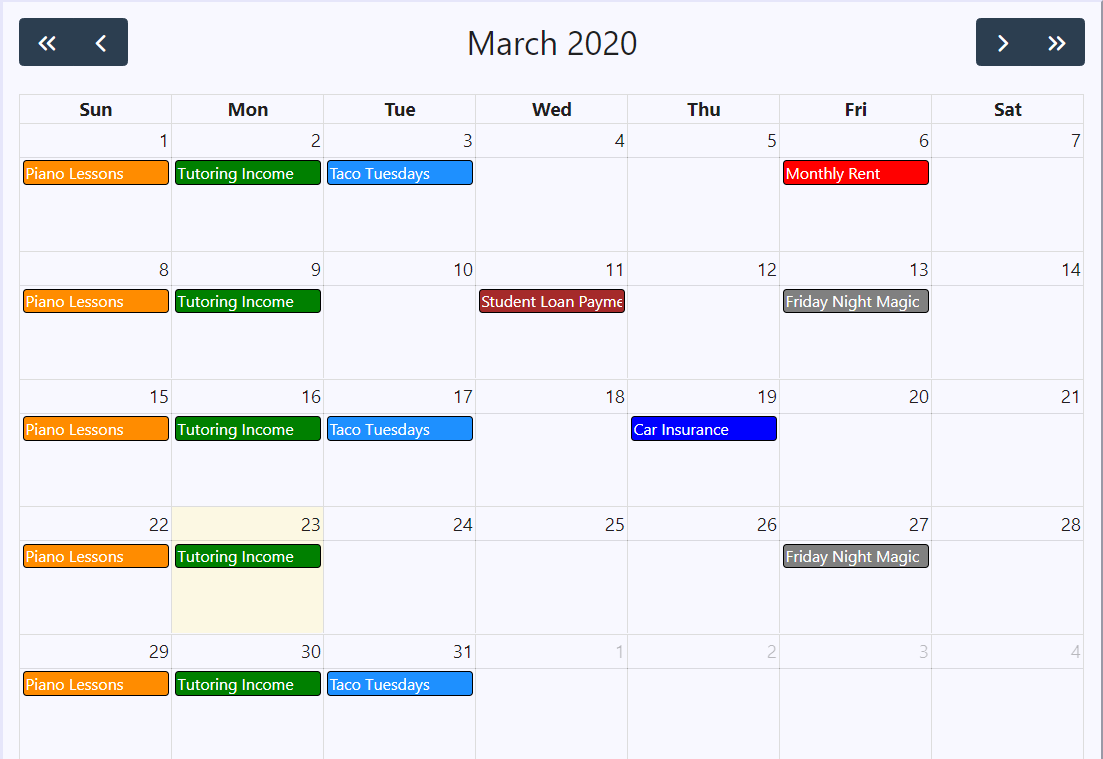 March 2020
Sun Mon Tue Wed Thu Fri Sat
1 2 3 4 5 6 7
Piano Lessons Tutoring Income Taco Tuesdays Monthly Rent
8 9 10 11 12 13 14
Piano Lessons Tutoring Income Student Loan Payme Friday Night Magic
15 16 17 18 19 20 21
Piano Lessons Tutoring Income Taco Tuesdays Car Insurance
22 23 24 25 26 27 28
Piano Lessons Tutoring Income Friday Night Magic
29 30 31 1 2 3 4
Piano Lessons Tutoring Income Taco Tuesdays